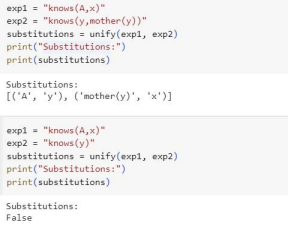 exp1 = "knows(A,x)"
exp2 = "knows(y,mother(y))"
substitutions = unify(exp1, exp2)
print("Substitutions:")
print(substitutions)
Substitutions:
[('A', 'y'), ('mother(y)', 'x')]
exp1 = "knows(A,x)"
exp2 = "knows(y)"
substitutions = unify(exp1, exp2)
print("Substitutions:")
print(substitutions)
Substitutions:
False